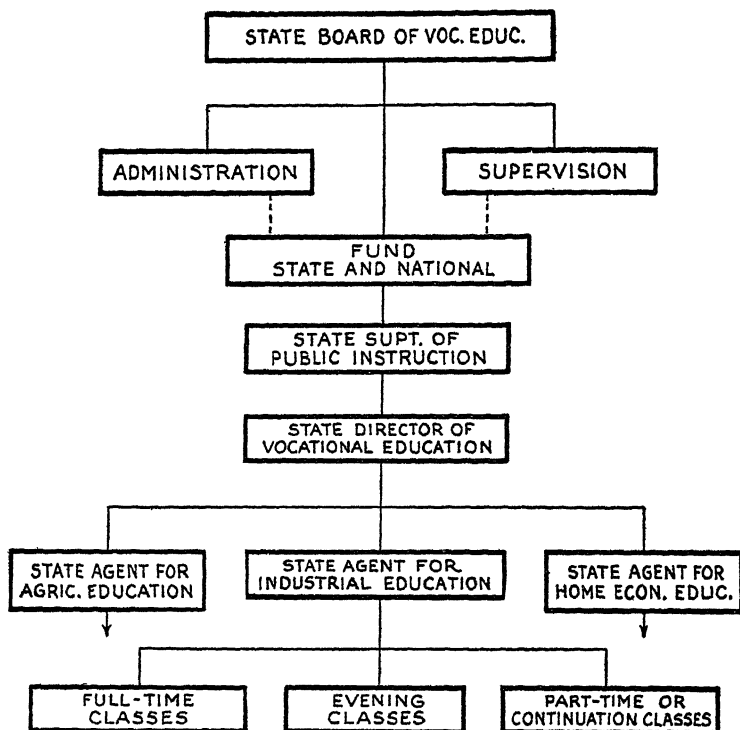 STATE BOARD OF VOC. EDUC.
ADMINISTRATION
SUPERVISION
FUND
STATE AND NATIONAL
STATE SUPT. OF
PUBLIC INSTRUCTION
STATE DIRECTOR OF
VOCATIONAL EDUCATION
STATE AGENT FOR
AGRIC. EDUCATION
STATE AGENT FOR
INDUSTRIAL EDUCATION
STATE AGENT FOR
HOME ECON. EDUC.
FULL-TIME
CLASSES
EVENING
CLASSES
PART-TIME OR
CONTINUATION CLASSES